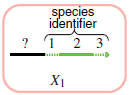 species
identifier
? 1 2 3
X₁